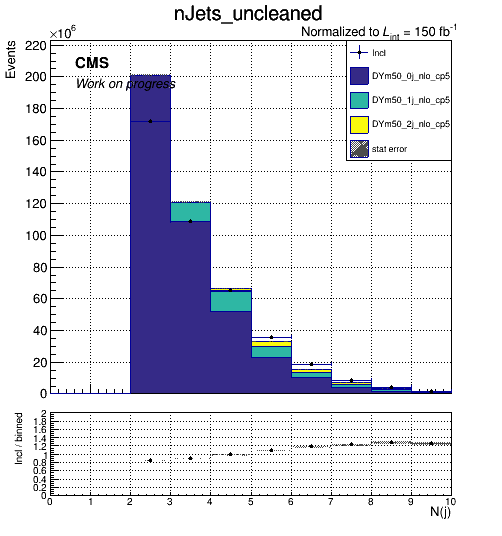 nJets_uncleaned
×10⁶
Normalized to L_int = 150 fb⁻¹
Events
CMS
Work on progress
Incl
DYm50_0j_nlo_cp5
DYm50_1j_nlo_cp5
DYm50_2j_nlo_cp5
stat error
220
200
180
160
140
120
100
80
60
40
20
0
Incl / binned
2
1.8
1.6
1.4
1.2
1
0.8
0.6
0.4
0.2
0
0 1 2 3 4 5 6 7 8 9 10
N(j)